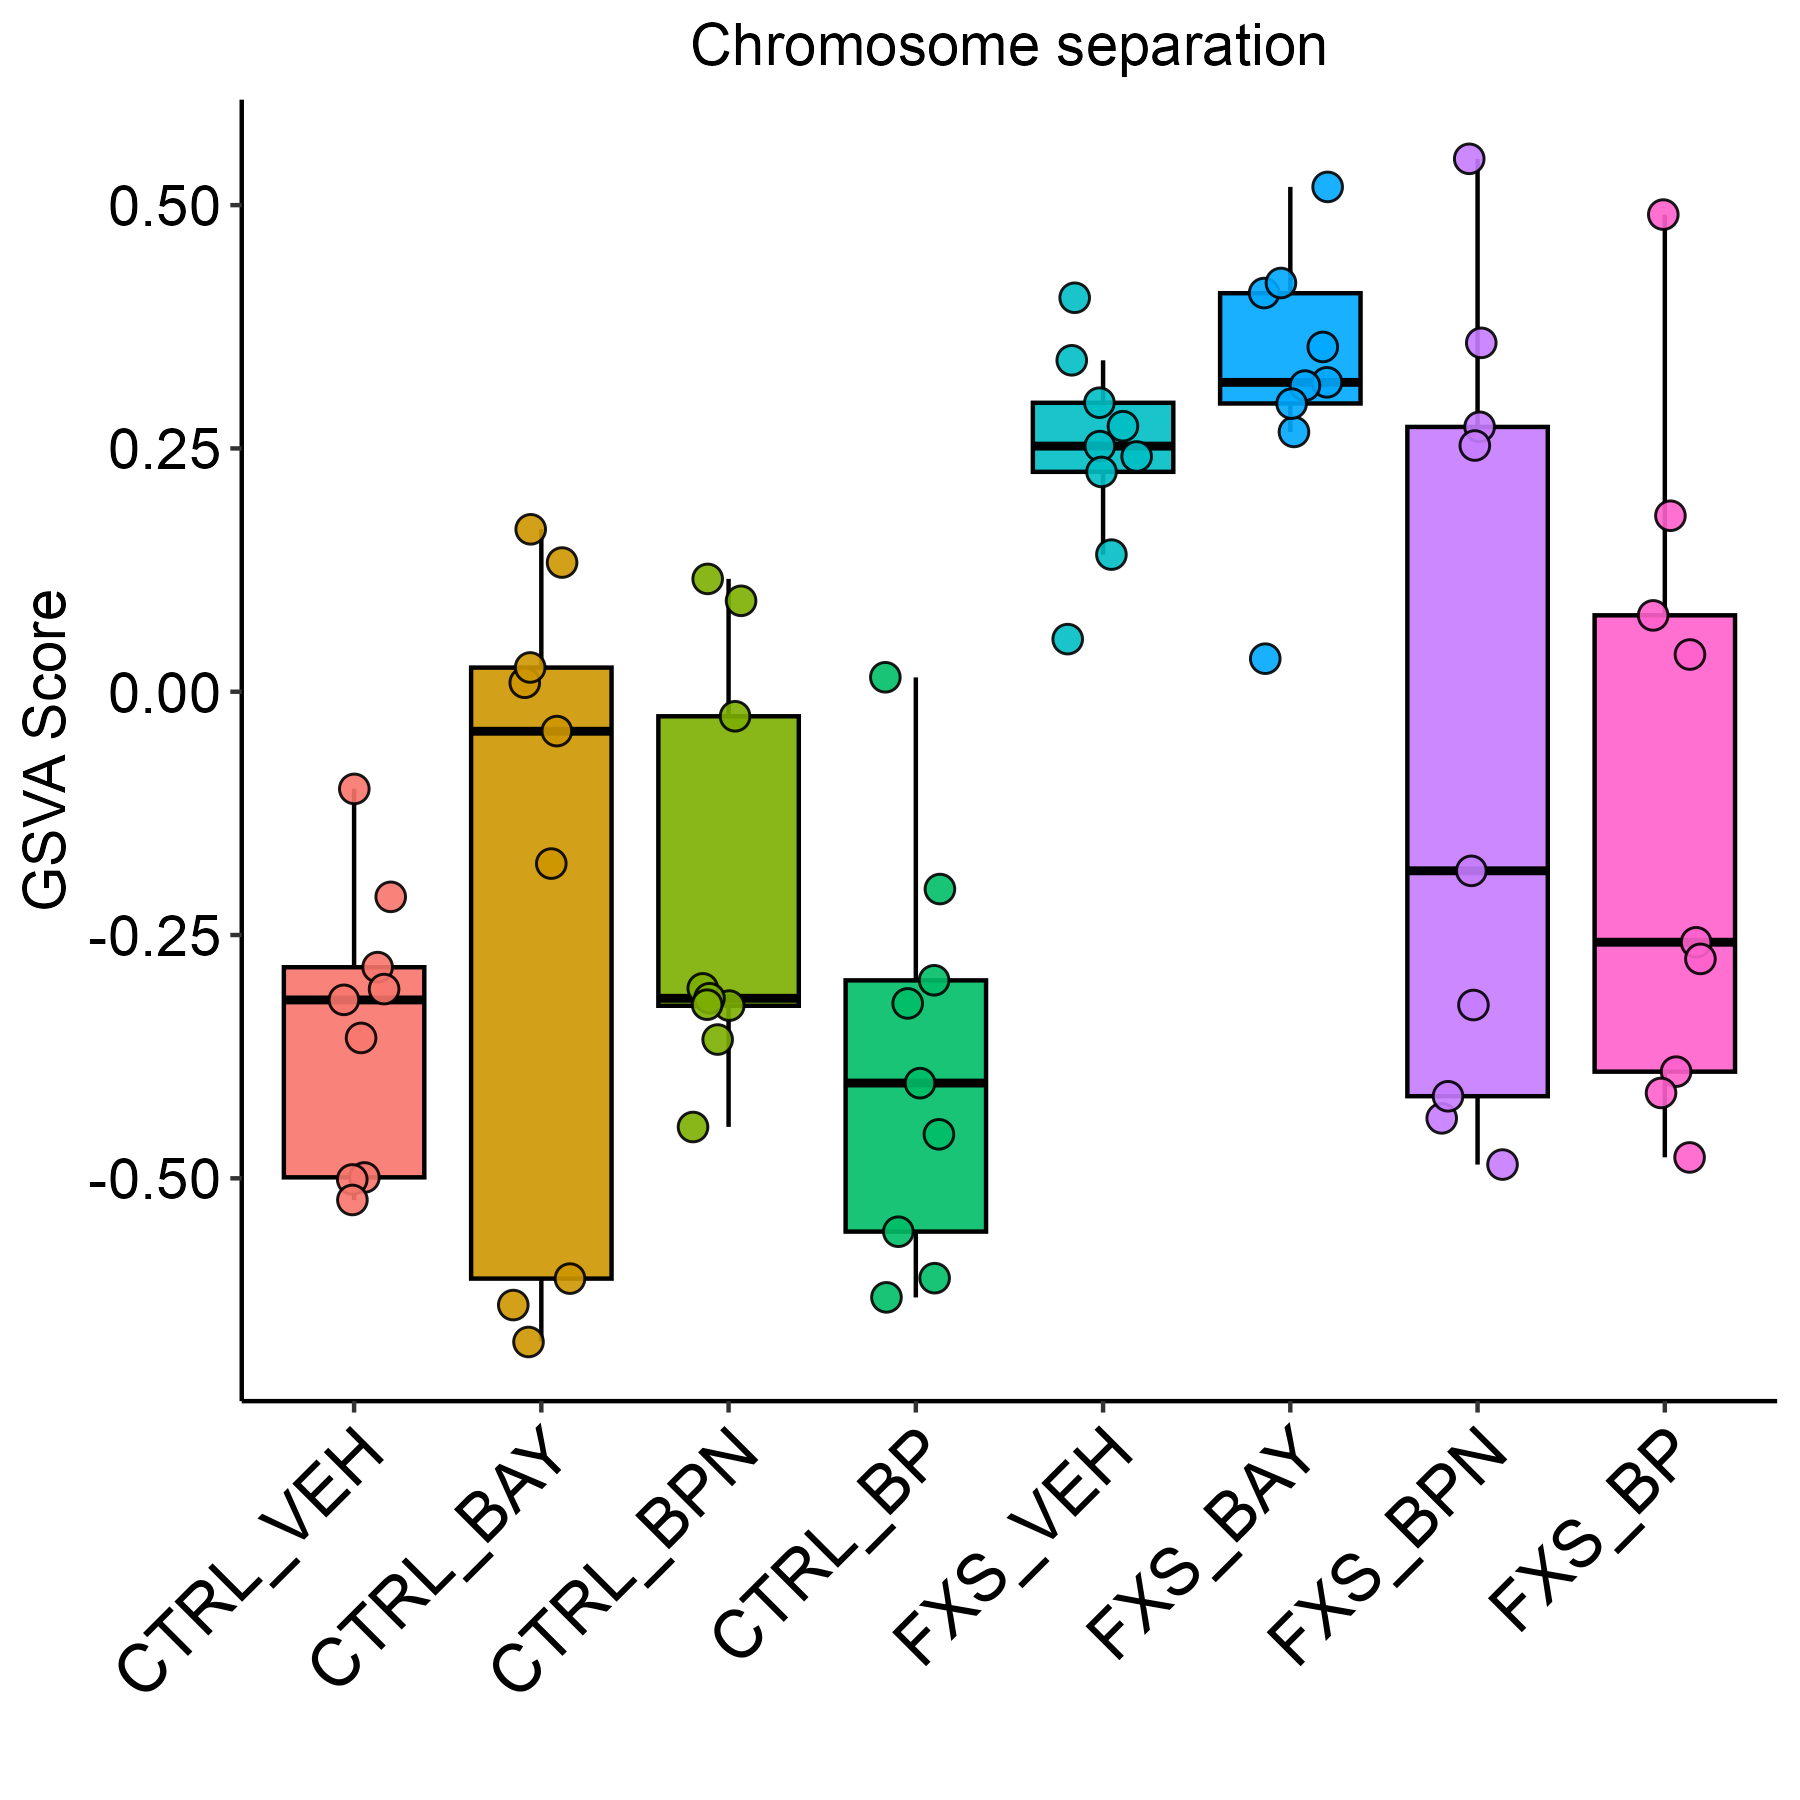 Chromosome separation
GSVA Score
0.50
0.25
0.00
-0.25
-0.50
CTRL_VEH
CTRL_BAY
CTRL_BPN
CTRL_BP
FXS_VEH
FXS_BAY
FXS_BPN
FXS_BP